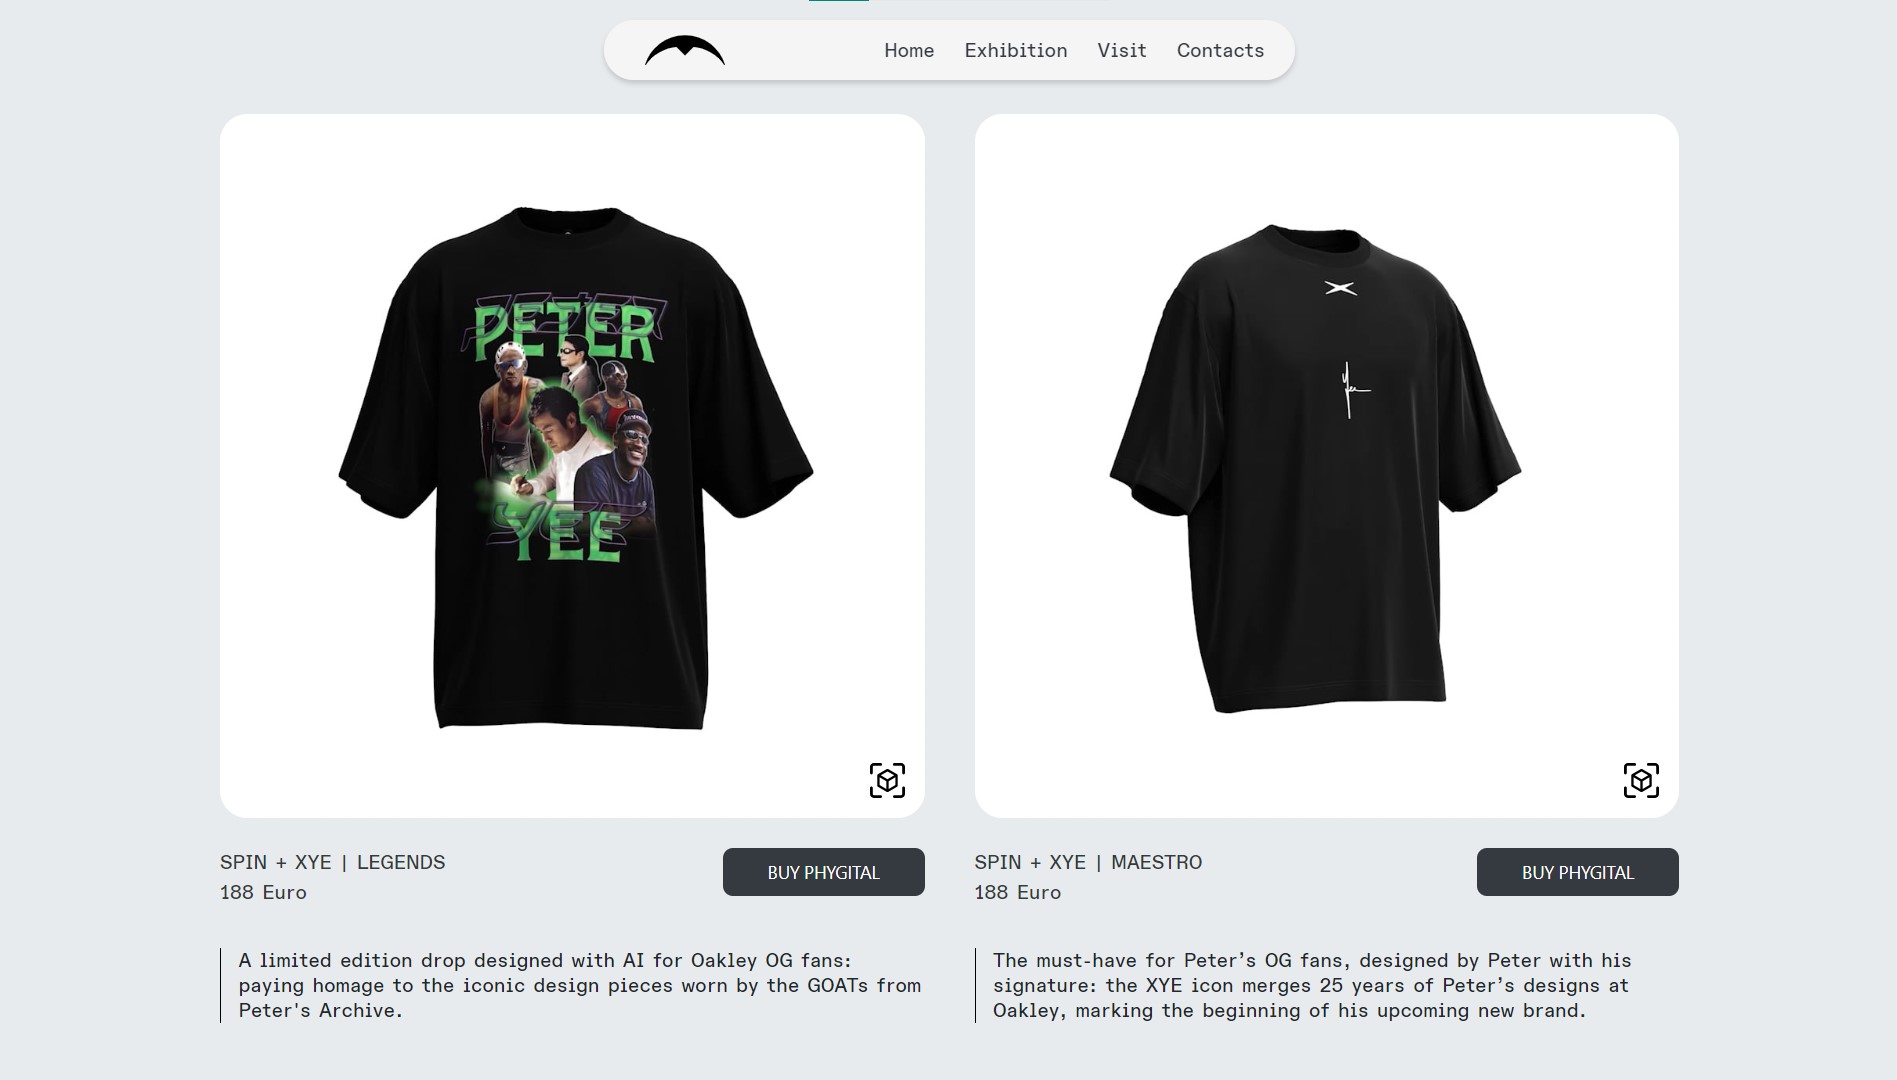 Home Exhibition Visit Contacts
PETER
PETER
YEE
YEE
Yee
SPIN + XYE | LEGENDS
188 Euro
BUY PHYGITAL
A limited edition drop designed with AI for Oakley OG fans:
paying homage to the iconic design pieces worn by the GOATs from
Peter's Archive.
SPIN + XYE | MAESTRO
188 Euro
BUY PHYGITAL
The must-have for Peter’s OG fans, designed by Peter with his
signature: the XYE icon merges 25 years of Peter’s designs at
Oakley, marking the beginning of his upcoming new brand.